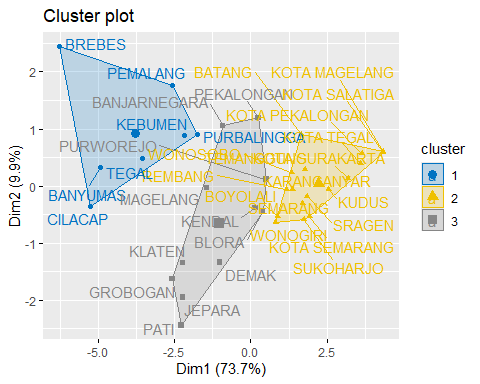 Cluster plot
BREBES
PEMALANG
BATANG
KOTA MAGELANG
KOTA SALATIGA
BANJARNEGARA
PEKALONGAN
KOTA PEKALONGAN
KEBUMEN
PURBALINGGA
KOTA TEGAL
PURWOREJO
WONOSOBO
KOTA SURAKARTA
TEGAL
REMBANG
KARANGANYAR
BANYUMAS
MAGELANG
BOYOLALI
KUDUS
CILACAP
KENDAL
SEMARANG
SRAGEN
BLORA
WONOGIRI
KLATEN
KOTA SEMARANG
DEMAK
SUKOHARJO
GROBOGAN
JEPARA
PATI
2
1
0
-1
-2
-5.0
-2.5
0.0
2.5
Dim1 (73.7%)
Dim2 (9.9%)
cluster
1
2
3